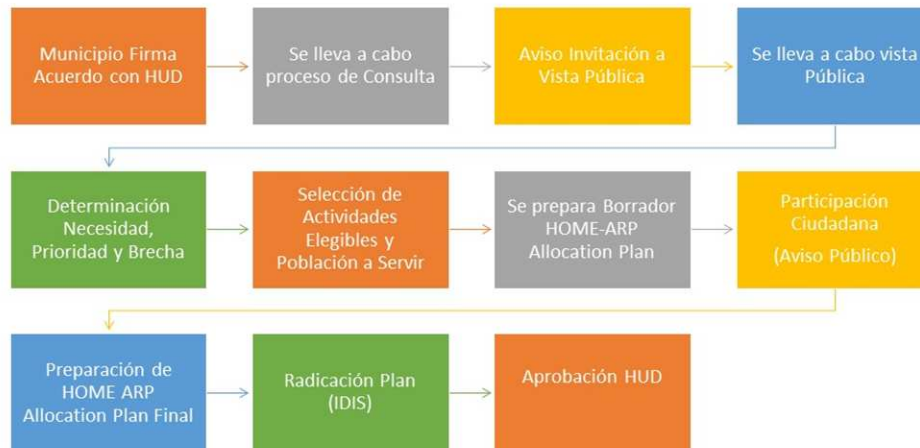 Municipio Firma
Acuerdo con HUD
Se lleva a cabo
proceso de Consulta
Aviso Invitación a
Vista Pública
Se lleva a cabo vista
Pública
Determinación
Necesidad,
Prioridad y Brecha
Selección de
Actividades
Elegibles y
Población a Servir
Se prepara Borrador
HOME-ARP
Allocation Plan
Participación
Ciudadana
(Aviso Público)
Preparación de
HOME ARP
Allocation Plan Final
Radicación Plan
(IDIS)
Aprobación HUD